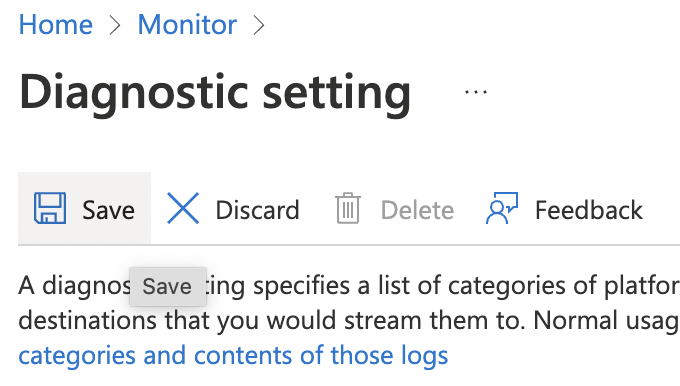 Home > Monitor >
Diagnostic setting ...
Save Discard Delete Feedback
A diagnos ing specifies a list of categories of platfor
Save
destinations that you would stream them to. Normal usag
categories and contents of those logs